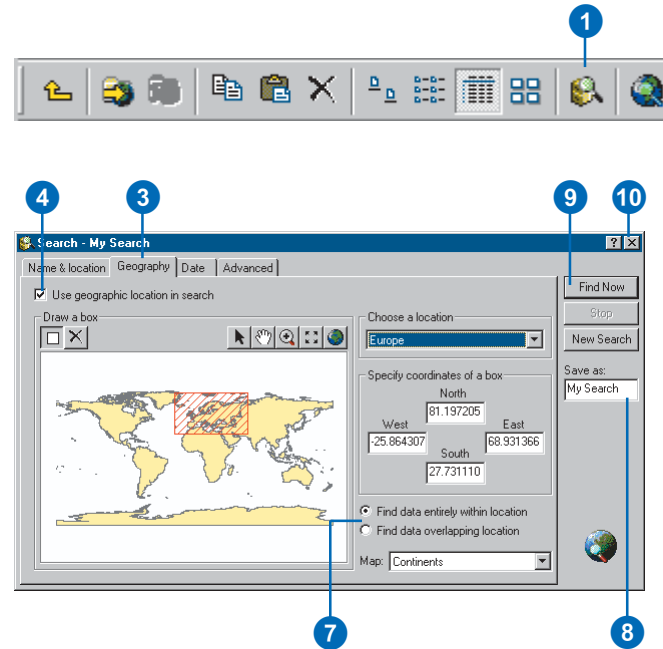 1
4
3
9
10
Search - My Search
Name & location Geography Date Advanced
Use geographic location in search
Draw a box
Choose a location
Europe
Specify coordinates of a box
North
81.197205
West
East
-25.864307
68.931366
South
27.731110
Find data entirely within location
Find data overlapping location
Map: Continents
Find Now
Stop
New Search
Save as:
My Search
7
8